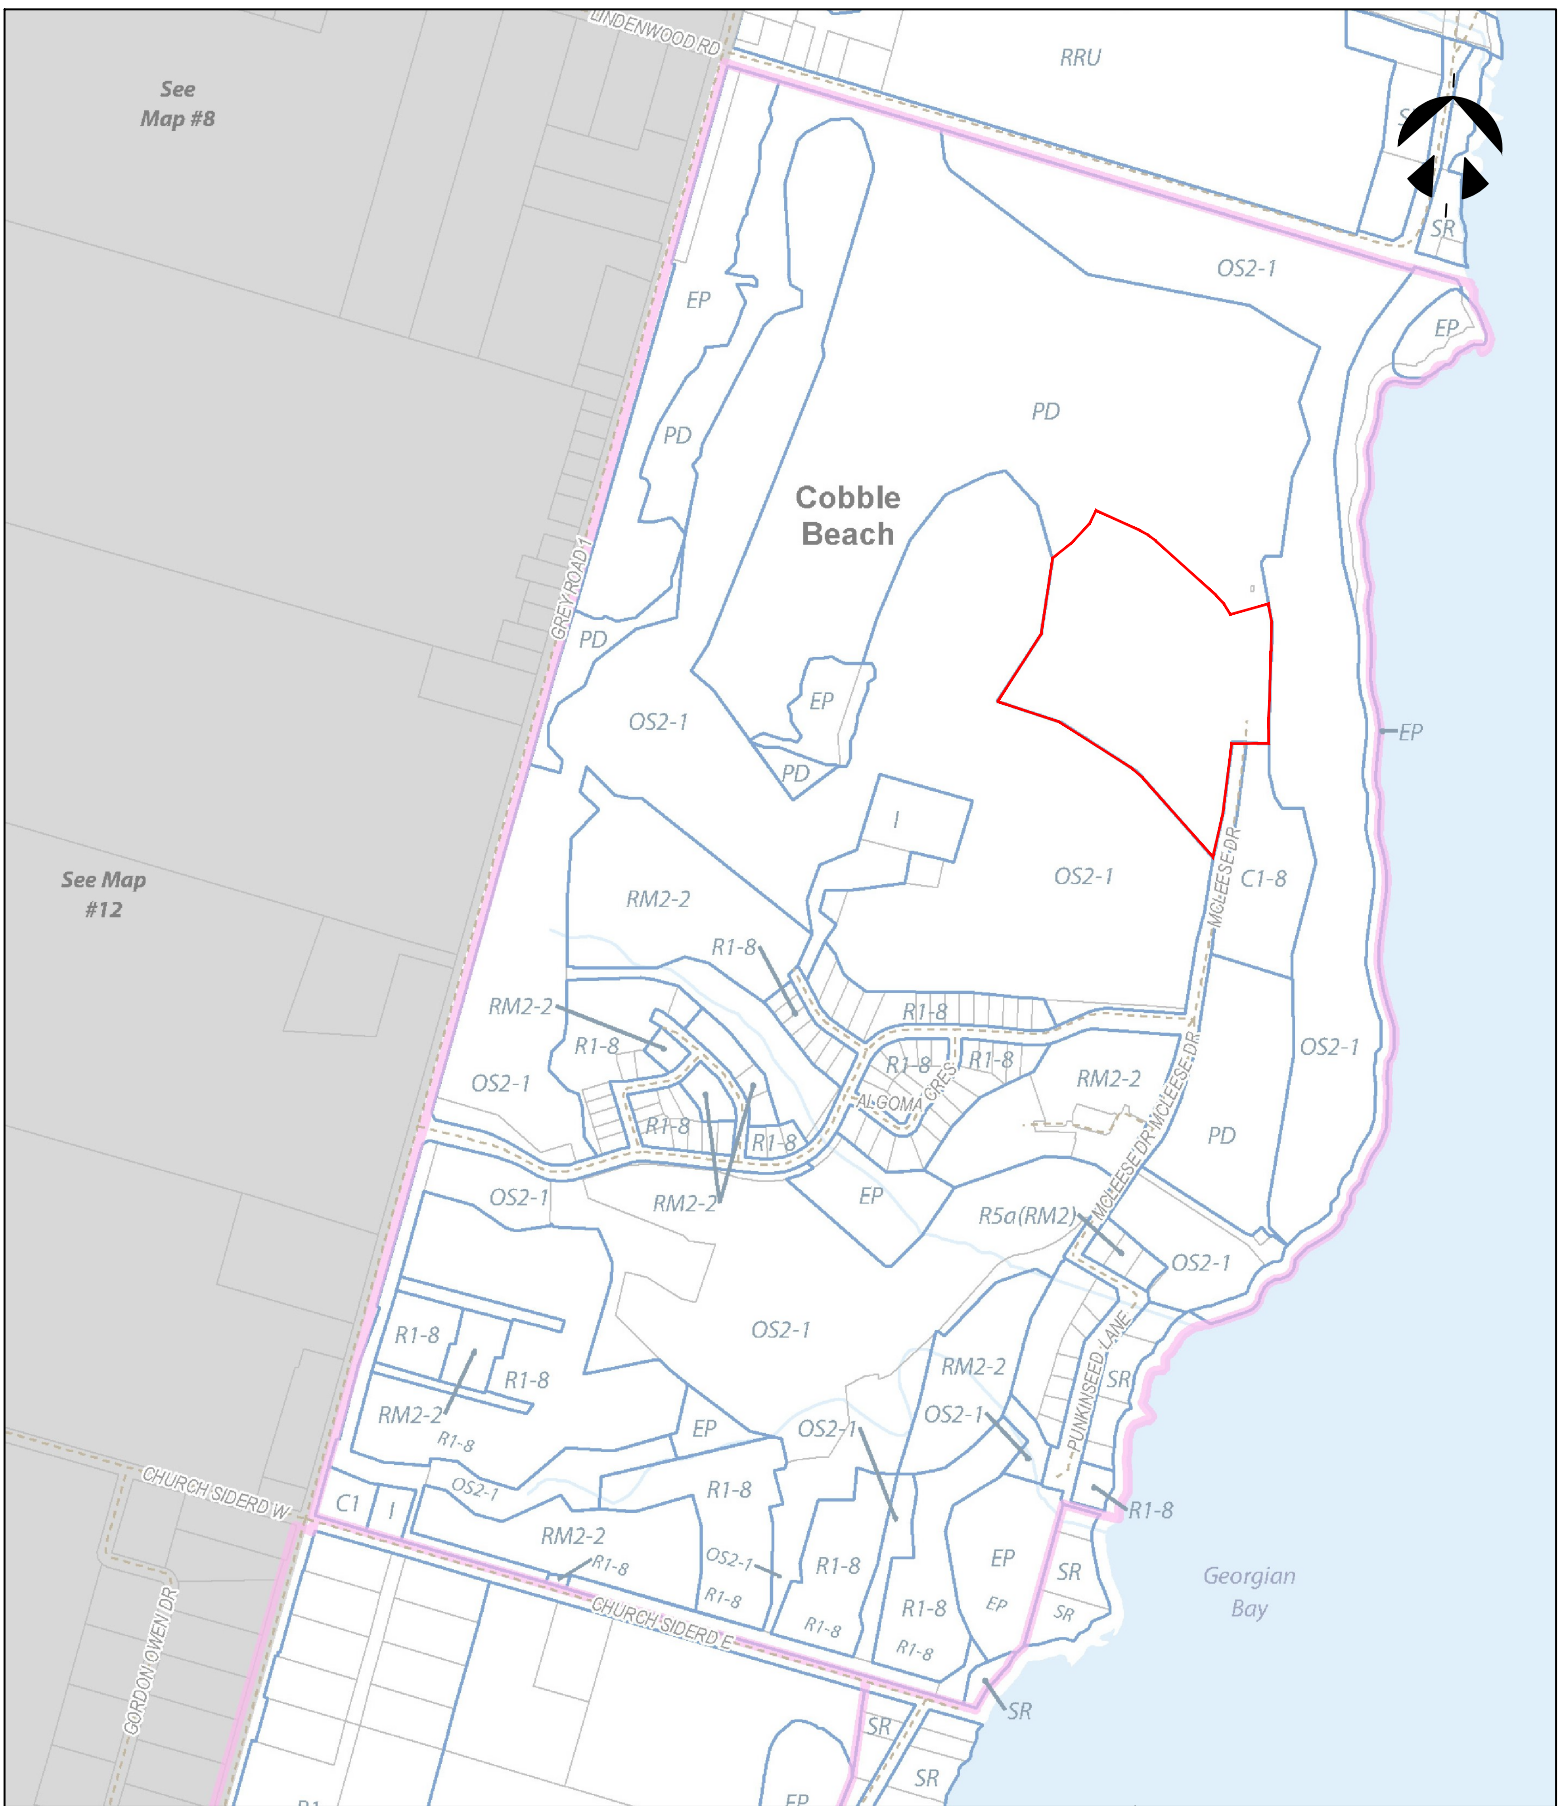 LINDENWOOD RD
RRU
See
Map #8
S
SR
OS2-1
EP
EP
PD
PD
Cobble
Beach
GREY ROAD 1
PD
EP
OS2-1
EP
PD
I
See Map
#12
OS2-1
C1-8
MCLEESE DR
RM2-2
R1-8
RM2-2
R1-8
R1-8
OS2-1
R1-8
R1-8
OS2-1
RM2-2
ALGOMA CRES
MCLEESE DR
MCLEESE DR
R1-8
R1-8
PD
OS2-1
RM2-2
EP
R5a(RM2)
OS2-1
OS2-1
R1-8
RM2-2
R1-8
SR
PUNKINSEED LANE
RM2-2
OS2-1
R1-8
EP
OS2-1
CHURCH SIDERD W
OS2-1
R1-8
C1
I
R1-8
RM2-2
R1-8
OS2-1
R1-8
EP
SR
Georgian
Bay
R1-8
R1-8
EP
SR
CHURCH SIDERD E
R1-8
R1-8
GORDON OWEN DR
SR
SR
SR
EP